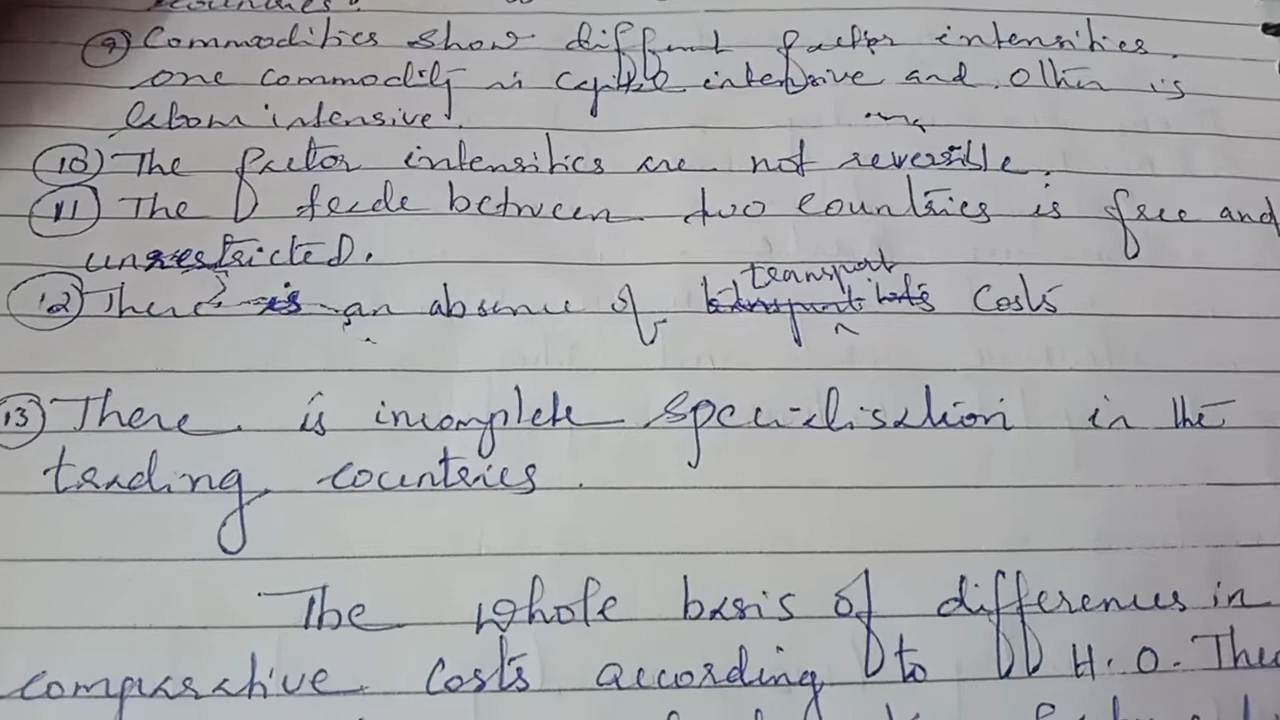 countries.
(9) Commodities show different factor intensities.
one commodity is capital intensive and other is
labour intensive.
(10) The factor intensities are not reversible.
(11) The trade between two countries is free and
unrestricted.
(12) There is an absence of transport costs
(13) There is incomplete specialisation in the
trading countries.
The whole basis of differences in
comparative costs according to H.O. The